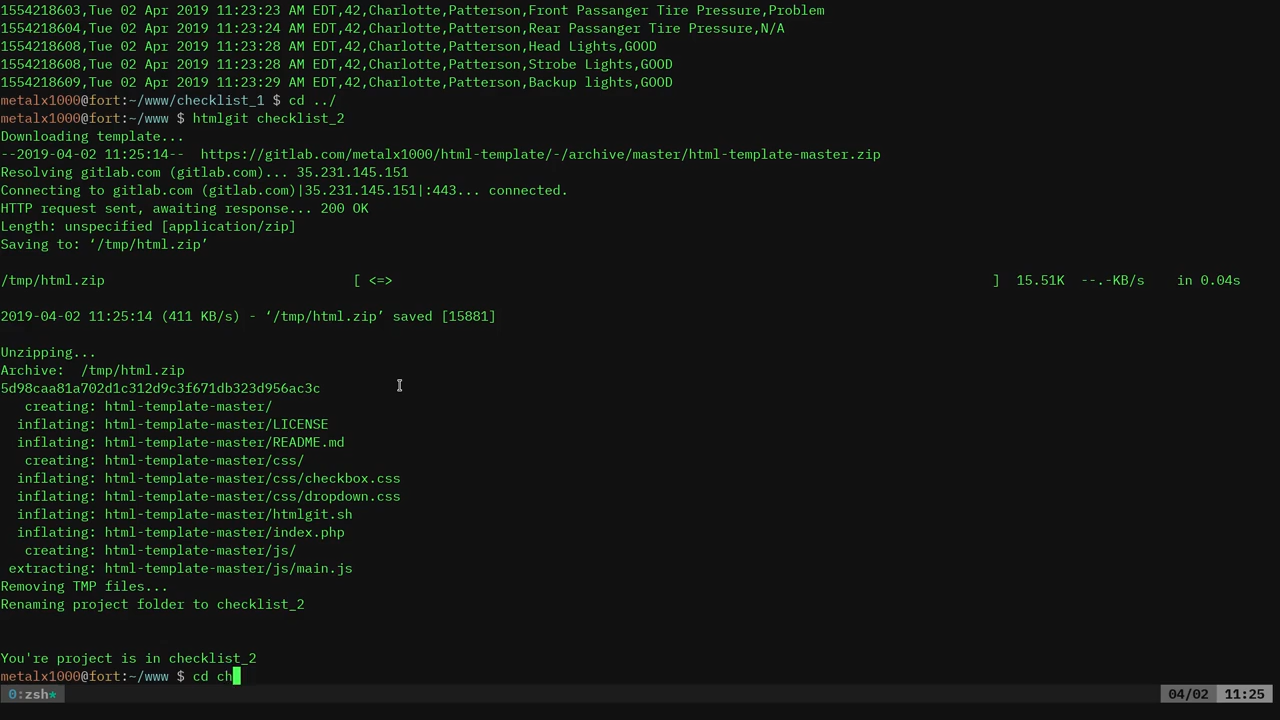 1554218603,Tue 02 Apr 2019 11:23:23 AM EDT,42,Charlotte,Patterson,Front Passanger Tire Pressure,Problem
1554218604,Tue 02 Apr 2019 11:23:24 AM EDT,42,Charlotte,Patterson,Rear Passanger Tire Pressure,N/A
1554218608,Tue 02 Apr 2019 11:23:28 AM EDT,42,Charlotte,Patterson,Head Lights,GOOD
1554218608,Tue 02 Apr 2019 11:23:28 AM EDT,42,Charlotte,Patterson,Strobe Lights,GOOD
1554218609,Tue 02 Apr 2019 11:23:29 AM EDT,42,Charlotte,Patterson,Backup lights,GOOD
metalx1000@fort:~/www/checklist_1 $ cd ../
metalx1000@fort:~/www $ htmlgit checklist_2
Downloading template...
--2019-04-02 11:25:14--  https://gitlab.com/metalx1000/html-template/-/archive/master/html-template-master.zip
Resolving gitlab.com (gitlab.com)... 35.231.145.151
Connecting to gitlab.com (gitlab.com)|35.231.145.151|:443... connected.
HTTP request sent, awaiting response... 200 OK
Length: unspecified [application/zip]
Saving to: ‘/tmp/html.zip’
/tmp/html.zip [ <=> ] 15.51K --.-KB/s in 0.04s
2019-04-02 11:25:14 (411 KB/s) - ‘/tmp/html.zip’ saved [15881]
Unzipping...
Archive:  /tmp/html.zip
5d98caa81a702d1c312d9c3f671db323d956ac3c
creating: html-template-master/
inflating: html-template-master/LICENSE
inflating: html-template-master/README.md
creating: html-template-master/css/
inflating: html-template-master/css/checkbox.css
inflating: html-template-master/css/dropdown.css
inflating: html-template-master/htmlgit.sh
inflating: html-template-master/index.php
creating: html-template-master/js/
extracting: html-template-master/js/main.js
Removing TMP files...
Renaming project folder to checklist_2
You're project is in checklist_2
metalx1000@fort:~/www $ cd ch
0:zsh* 04/02 11:25